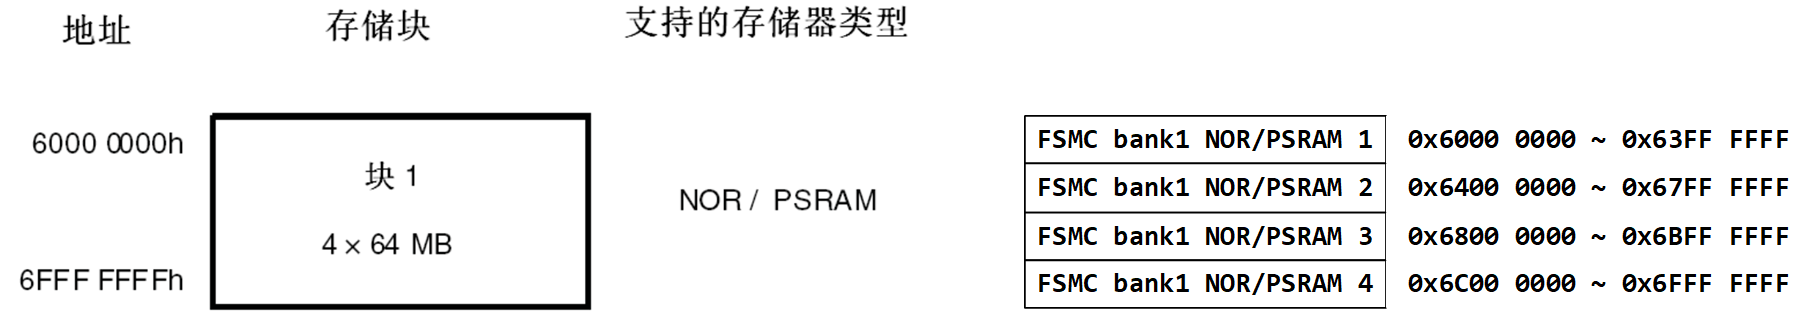 地址 存储块 支持的存储器类型
6000 0000h
块 1
4 × 64 MB
6FFF FFFFh
NOR / PSRAM
FSMC bank1 NOR/PSRAM 1 0x6000 0000 ~ 0x63FF FFFF
FSMC bank1 NOR/PSRAM 2 0x6400 0000 ~ 0x67FF FFFF
FSMC bank1 NOR/PSRAM 3 0x6800 0000 ~ 0x6BFF FFFF
FSMC bank1 NOR/PSRAM 4 0x6C00 0000 ~ 0x6FFF FFFF